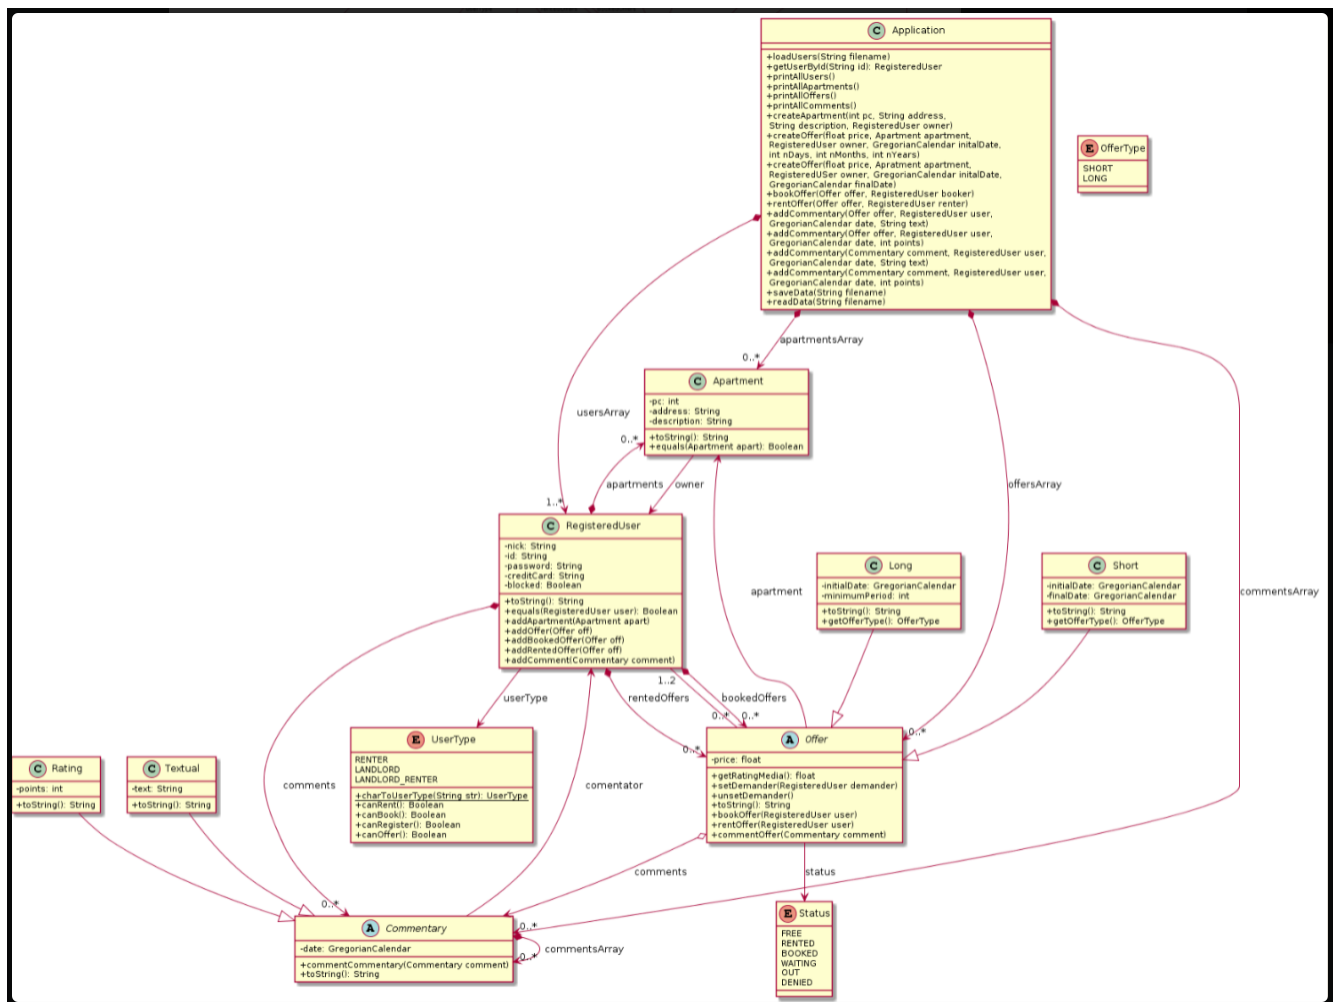 C Application
+loadUsers(String filename)
+getUserById(String id): RegisteredUser
+printAllUsers()
+printAllApartments()
+printAllOffers()
+printAllComments()
+createApartment(int pc, String address,
String description, RegisteredUser owner)
+createOffer(float price, Apartment apartment,
RegisteredUser owner, GregorianCalendar initalDate,
int nDays, int nMonths, int nYears)
+createOffer(float price, Apratment apartment,
RegisteredUSer owner, GregorianCalendar initalDate,
GregorianCalendar finalDate)
+bookOffer(Offer offer, RegisteredUser booker)
+rentOffer(Offer offer, RegisteredUser renter)
+addCommentary(Offer offer, RegisteredUser user,
GregorianCalendar date, String text)
+addCommentary(Offer offer, RegisteredUser user,
GregorianCalendar date, int points)
+addCommentary(Commentary comment, RegisteredUser user,
GregorianCalendar date, String text)
+addCommentary(Commentary comment, RegisteredUser user,
GregorianCalendar date, int points)
+saveData(String filename)
+readData(String filename)
E OfferType
SHORT
LONG
apartmentsArray
0..*
C Apartment
-pc: int
-address: String
-description: String
+toString(): String
+equals(Apartment apart): Boolean
usersArray
0..*
apartments
owner
offersArray
1..*
C RegisteredUser
-nick: String
-id: String
-password: String
-creditCard: String
-blocked: Boolean
+toString(): String
+equals(RegisteredUser user): Boolean
+addApartment(Apartment apart)
+addOffer(Offer off)
+addBookedOffer(Offer off)
+addRentedOffer(Offer off)
+addComment(Commentary comment)
apartment
C Long
-initialDate: GregorianCalendar
-minimumPeriod: int
+toString(): String
+getOfferType(): OfferType
C Short
-initialDate: GregorianCalendar
-finalDate: GregorianCalendar
+toString(): String
+getOfferType(): OfferType
commentsArray
userType
1..2
rentedOffers
bookedOffers
0..*
0..*
0..*
0..*
E UserType
RENTER
LANDLORD
LANDLORD_RENTER
+charToUserType(String str): UserType
+canRent(): Boolean
+canBook(): Boolean
+canRegister(): Boolean
+canOffer(): Boolean
A Offer
-price: float
+getRatingMedia(): float
+setDemander(RegisteredUser demander)
+unsetDemander()
+toString(): String
+bookOffer(RegisteredUser user)
+rentOffer(RegisteredUser user)
+commentOffer(Commentary comment)
C Rating
-points: int
+toString(): String
C Textual
-text: String
+toString(): String
comments
comentator
comments
status
0..*
A Commentary
-date: GregorianCalendar
+commentCommentary(Commentary comment)
+toString(): String
0..*
commentsArray
0..*
E Status
FREE
RENTED
BOOKED
WAITING
OUT
DENIED